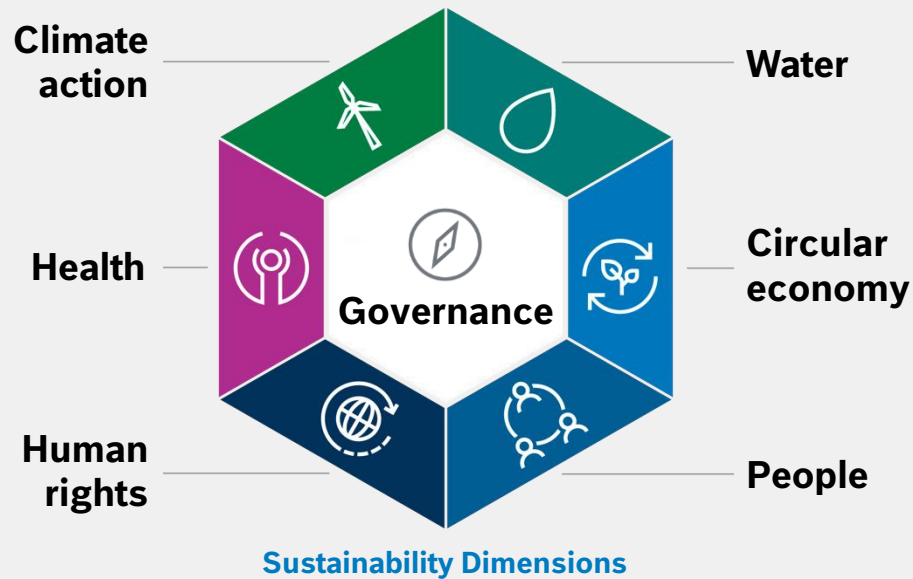 Climate
action
Water
Health
Governance
Circular
economy
Human
rights
People
Sustainability Dimensions